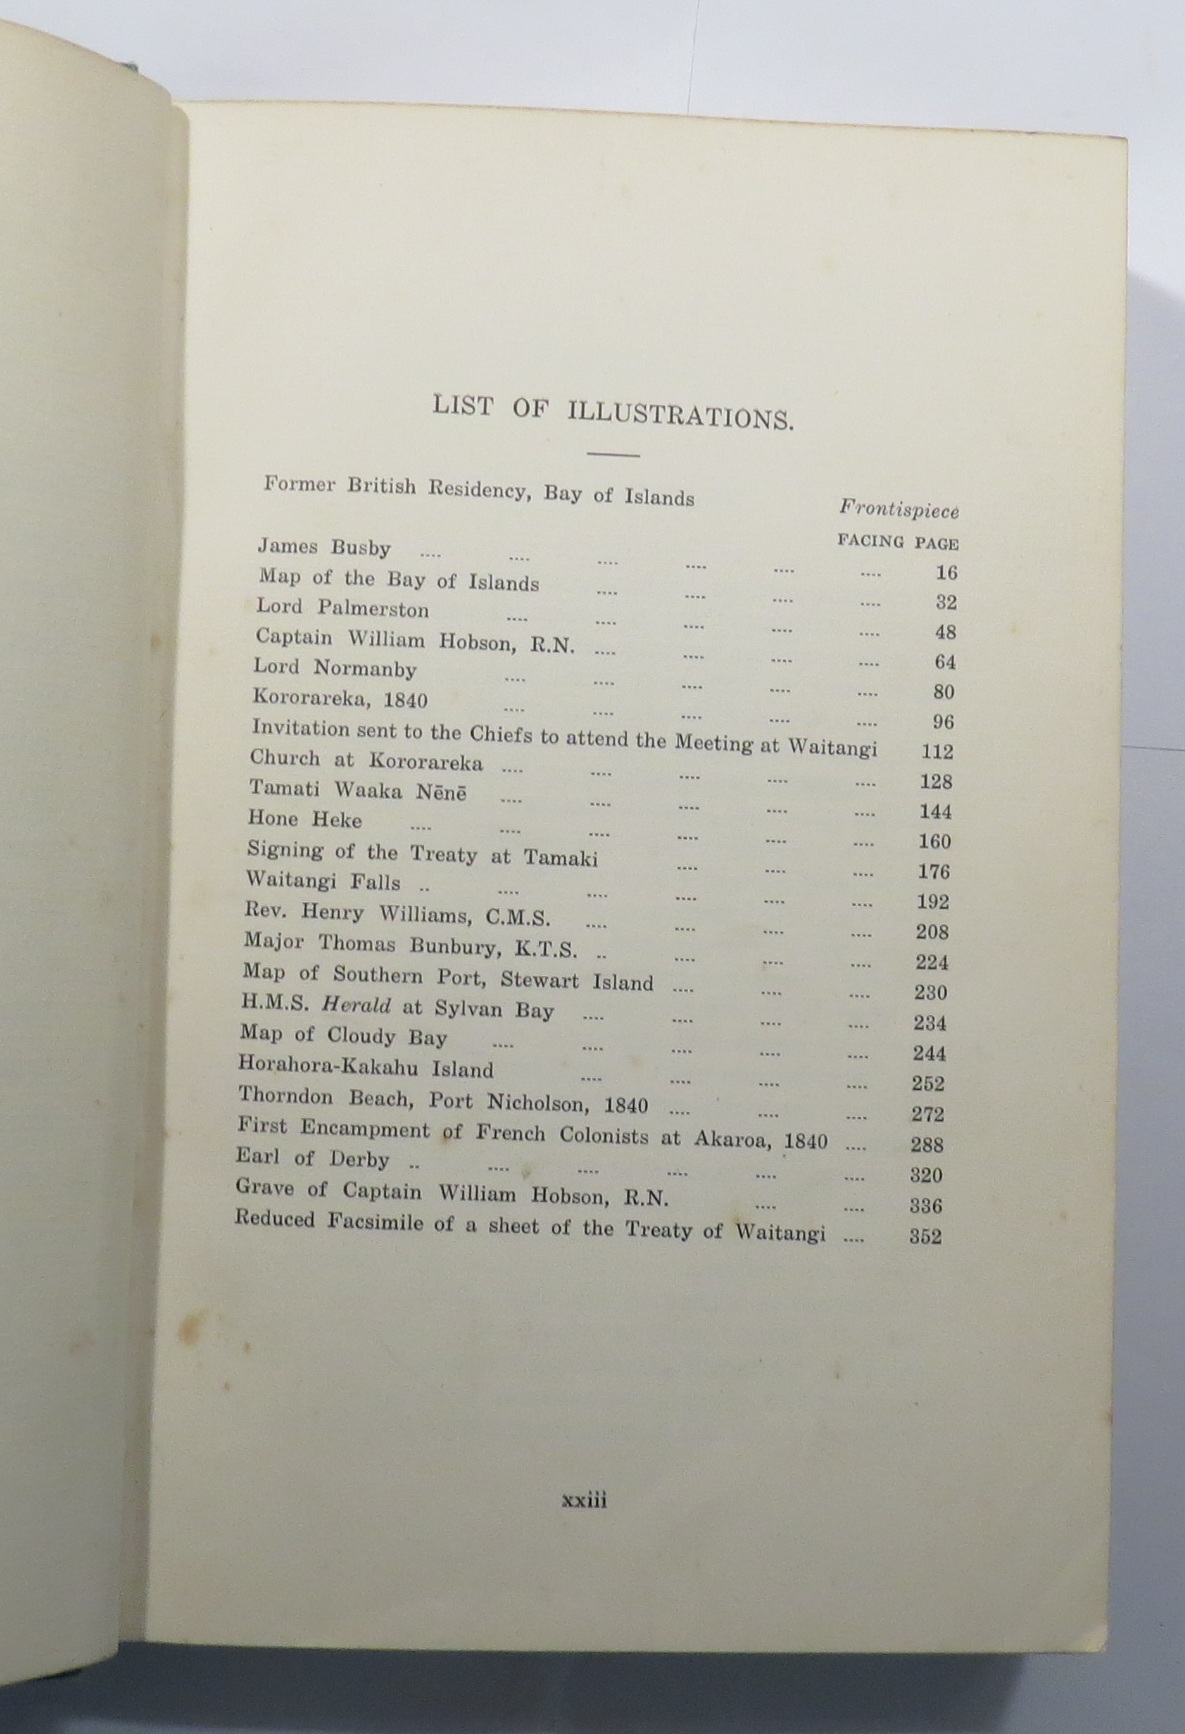 LIST OF ILLUSTRATIONS.
Former British Residency, Bay of Islands Frontispiece
FACING PAGE
James Busby .... .... .... .... .... .... 16
Map of the Bay of Islands .... .... .... .... 32
Lord Palmerston .... .... .... .... .... 48
Captain William Hobson, R.N. .... .... .... .... 64
Lord Normanby .... .... .... .... .... 80
Kororareka, 1840 .... .... .... .... .... 96
Invitation sent to the Chiefs to attend the Meeting at Waitangi 112
Church at Kororareka .... .... .... .... .... 128
Tamati Waaka Nēnē .... .... .... .... .... 144
Hone Heke .... .... .... .... .... .... 160
Signing of the Treaty at Tamaki .... .... .... 176
Waitangi Falls .. .... .... .... .... .... 192
Rev. Henry Williams, C.M.S. .... .... .... .... 208
Major Thomas Bunbury, K.T.S. .. .... .... .... 224
Map of Southern Port, Stewart Island .... .... .... 230
H.M.S. Herald at Sylvan Bay .... .... .... .... 234
Map of Cloudy Bay .... .... .... .... .... 244
Horahora-Kakahu Island .... .... .... .... 252
Thorndon Beach, Port Nicholson, 1840 .... .... .... 272
First Encampment of French Colonists at Akaroa, 1840 .... 288
Earl of Derby .. .... .... .... .... .... 320
Grave of Captain William Hobson, R.N. .... .... 336
Reduced Facsimile of a sheet of the Treaty of Waitangi .... 352
xxiii